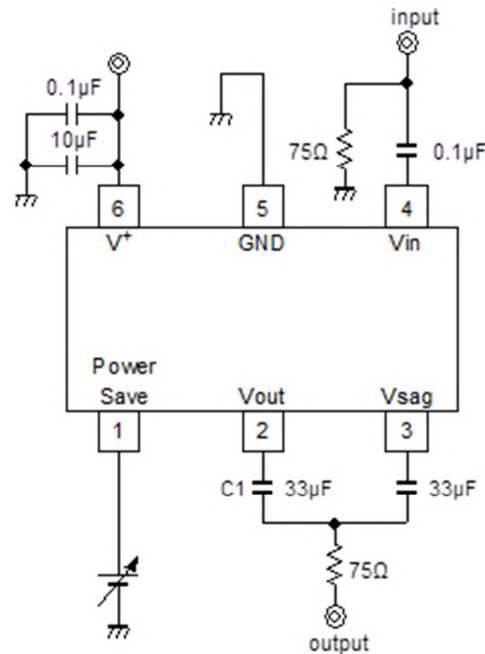 input
0.1µF
10µF
75Ω
0.1µF
6
5
4
V+
GND
Vin
Power
Save
Vout
Vsag
1
2
3
C1
33µF
33µF
75Ω
output